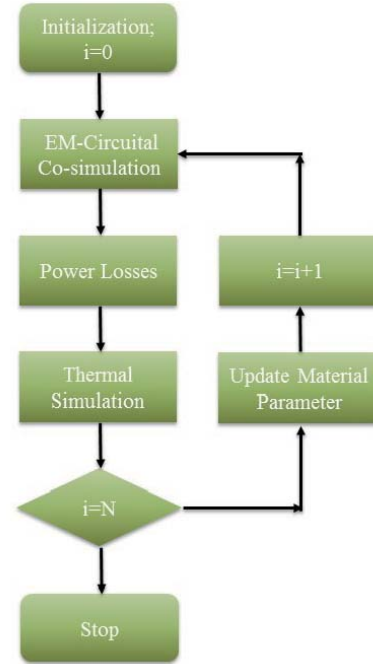 Initialization;
i=0
EM-Circuital
Co-simulation
Power Losses
i=i+1
Thermal
Simulation
Update Material
Parameter
i=N
Stop